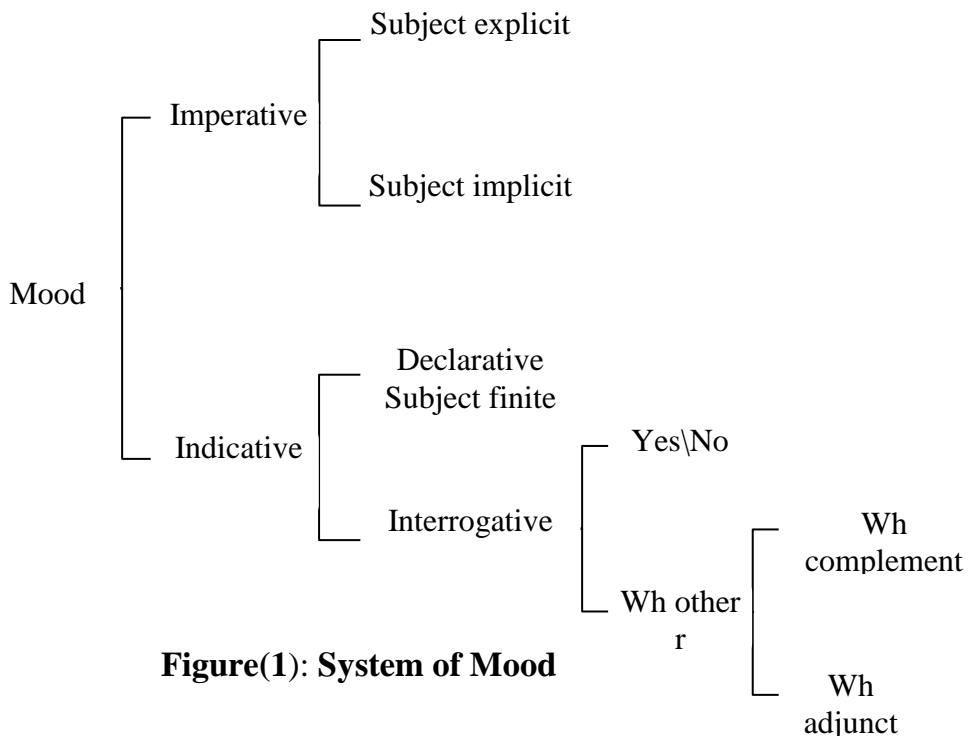 Subject explicit
Imperative
Subject implicit
Mood
Declarative
Subject finite
Indicative
Yes\No
Interrogative
Wh
complement
Wh other
r
Figure(1): System of Mood
Wh
adjunct